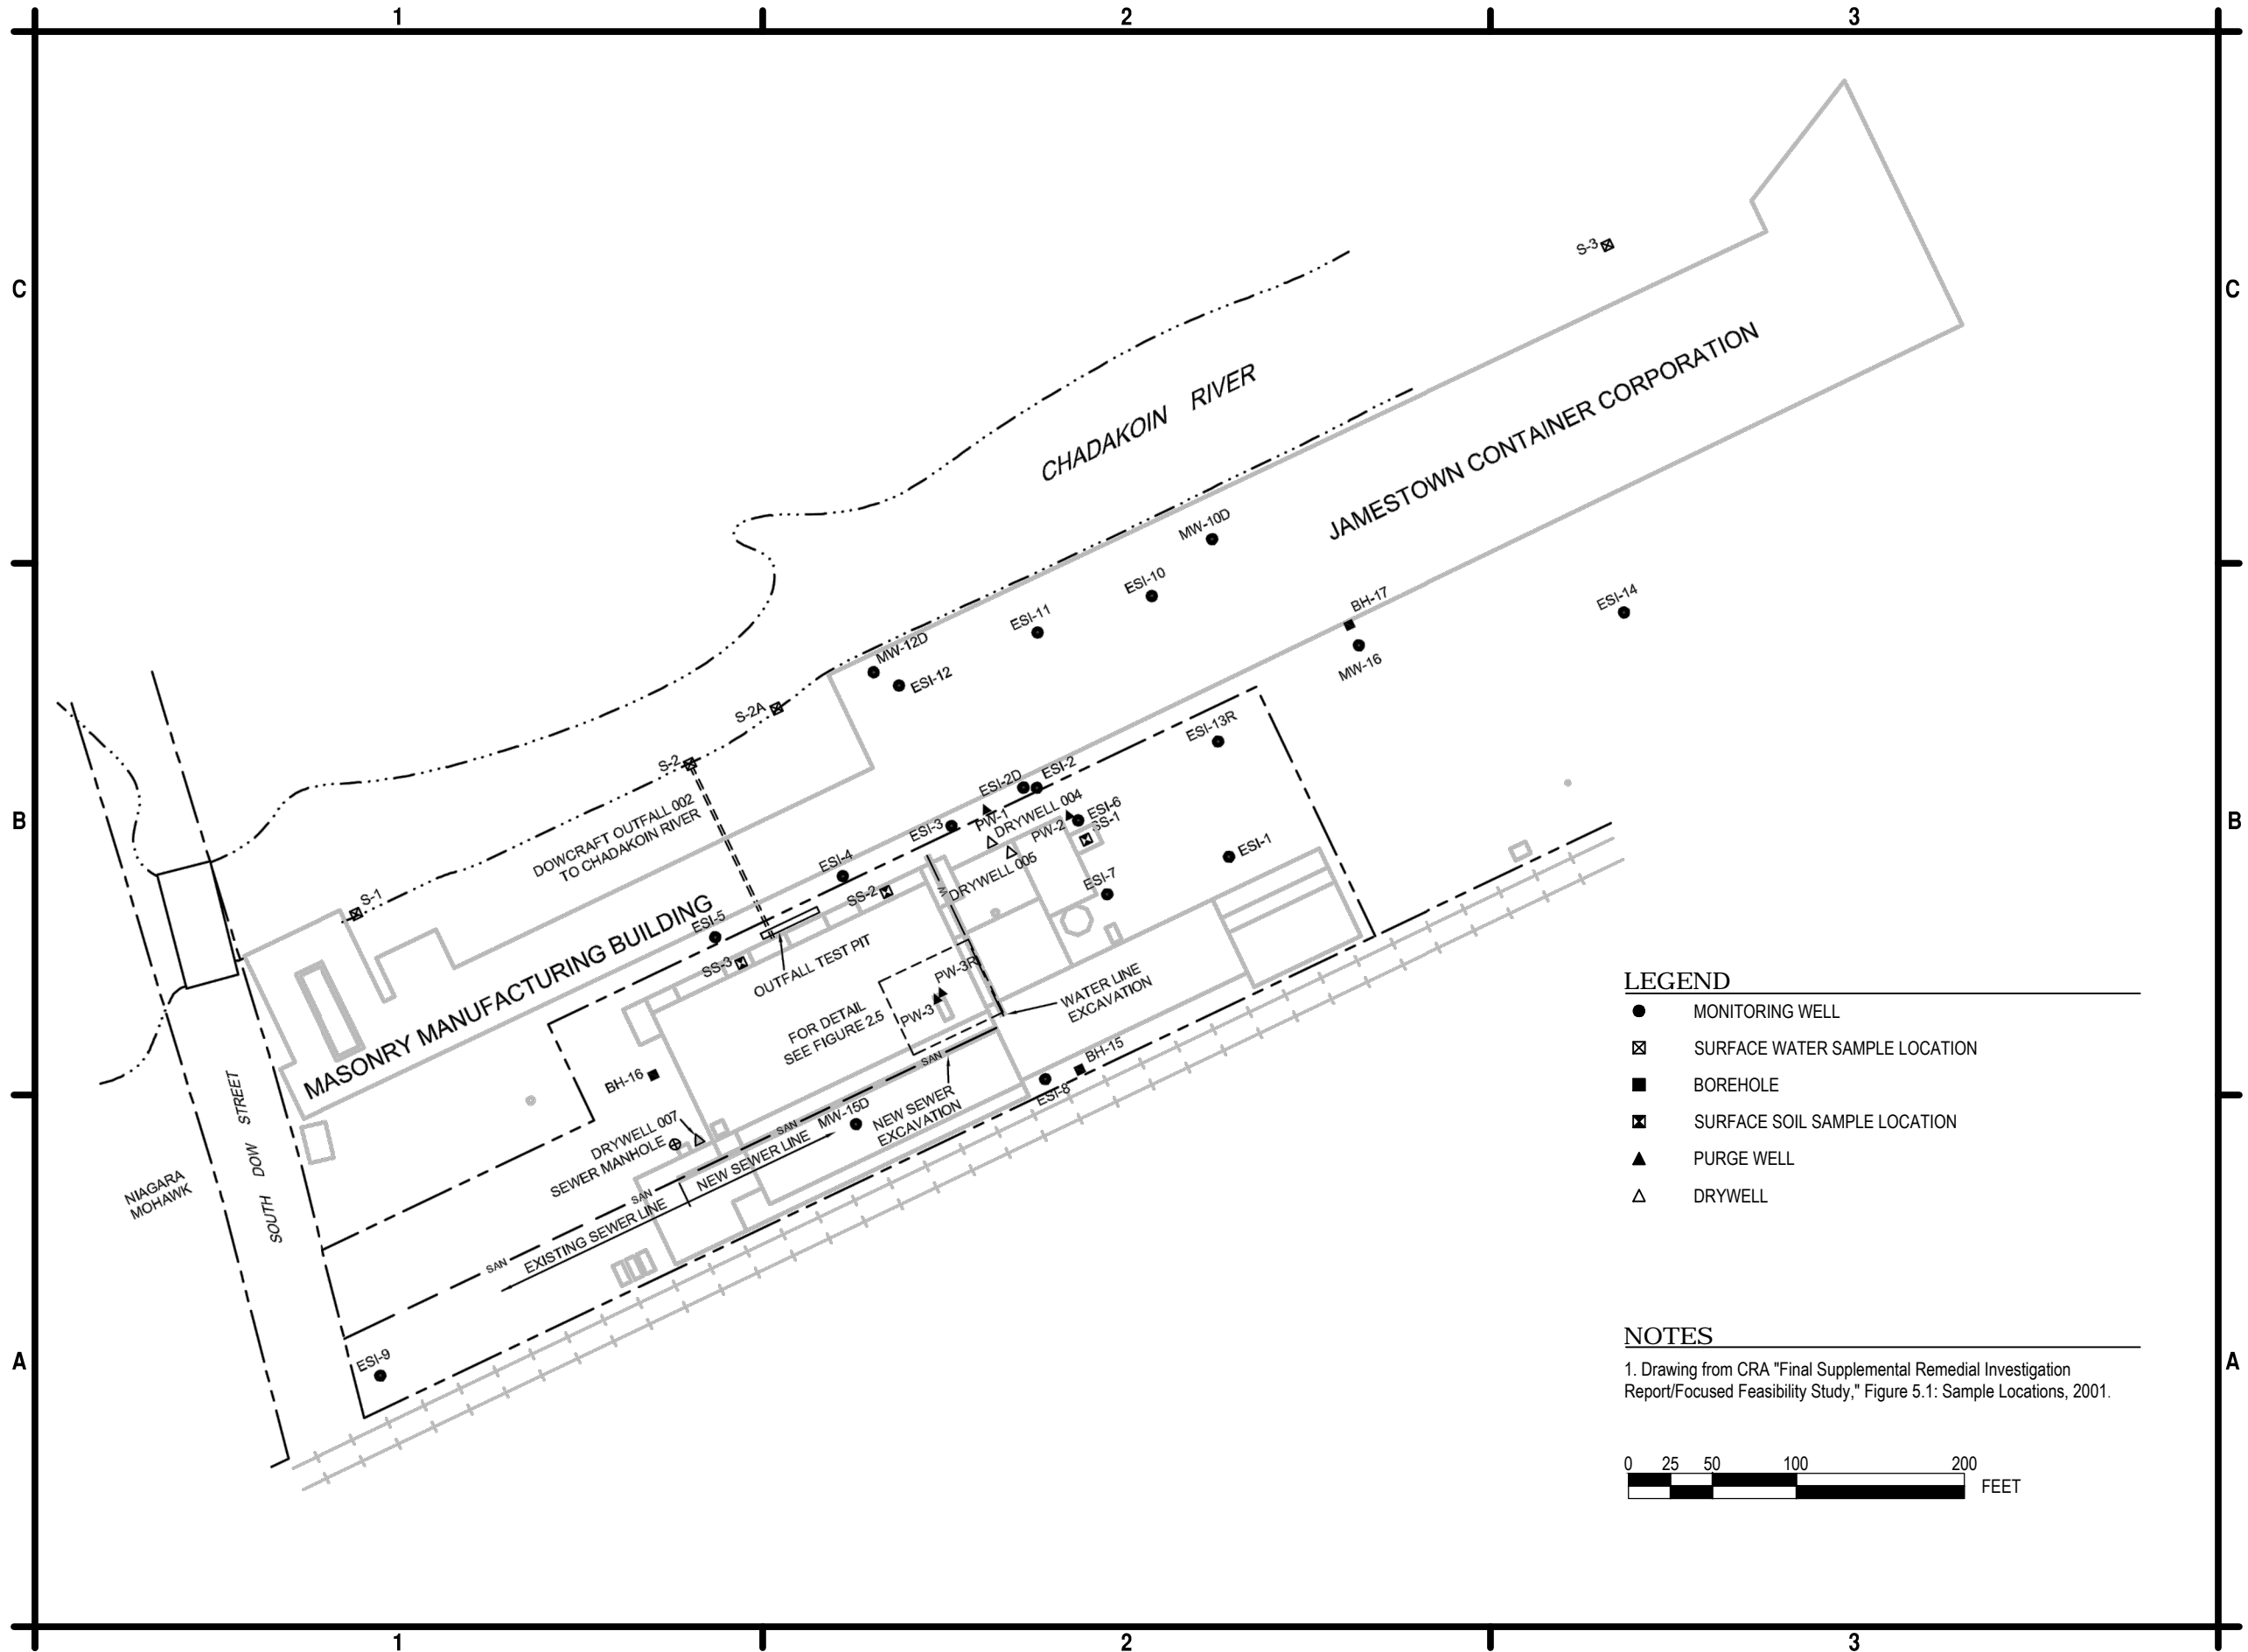 1
2
3
C
C
S-3
CHADAKOIN RIVER
JAMESTOWN CONTAINER CORPORATION
MW-10D
ESI-10
BH-17
ESI-14
ESI-11
MW-12D
MW-16
ESI-12
S-2A
ESI-13R
S-2
ESI-2D
ESI-2
DOWCRAFT OUTFALL 002
TO CHADAKOIN RIVER
B
B
PW-1
DRYWELL 004
ESI-6
ESI-3
PW-2
SS-1
ESI-4
DRYWELL 005
ESI-1
S-1
SS-2
W
ESI-7
MASONRY MANUFACTURING BUILDING
ESI-5
SS-3
OUTFALL TEST PIT
PW-3R
PW-3
WATER LINE
EXCAVATION
FOR DETAIL
SEE FIGURE 2.5
SAN
BH-15
BH-16
ESI-8
MW-15D
NEW SEWER
EXCAVATION
DRYWELL 007
SEWER MANHOLE
SAN
NEW SEWER LINE
SAN
EXISTING SEWER LINE
SAN
NIAGARA
MOHAWK
SOUTH DOW STREET
A
A
ESI-9
LEGEND
MONITORING WELL
SURFACE WATER SAMPLE LOCATION
BOREHOLE
SURFACE SOIL SAMPLE LOCATION
PURGE WELL
DRYWELL
NOTES
1. Drawing from CRA "Final Supplemental Remedial Investigation
Report/Focused Feasibility Study," Figure 5.1: Sample Locations, 2001.
0 25 50 100 200
FEET
1
2
3